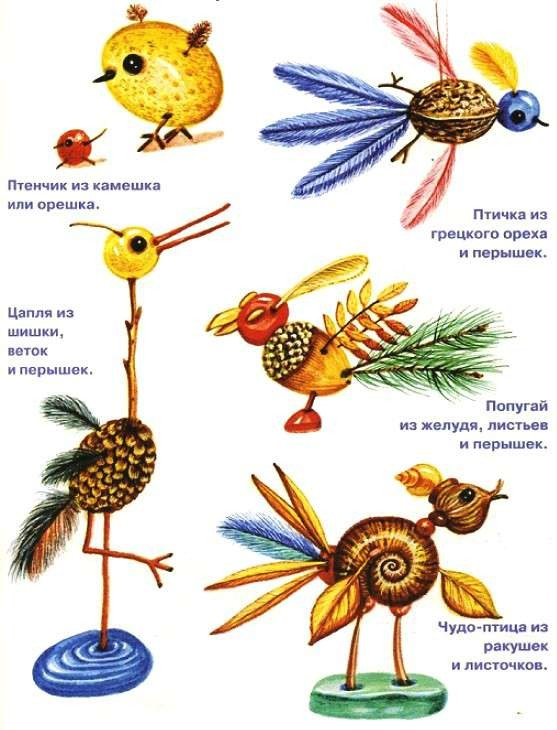 Птенчик из камешка
или орешка.
Птичка из
грецкого ореха
и перышек.
Цапля из
шишки,
веток
и перышек.
Попугай
из желудя, листьев
и перышек.
Чудо-птица из
ракушек
и листочков.